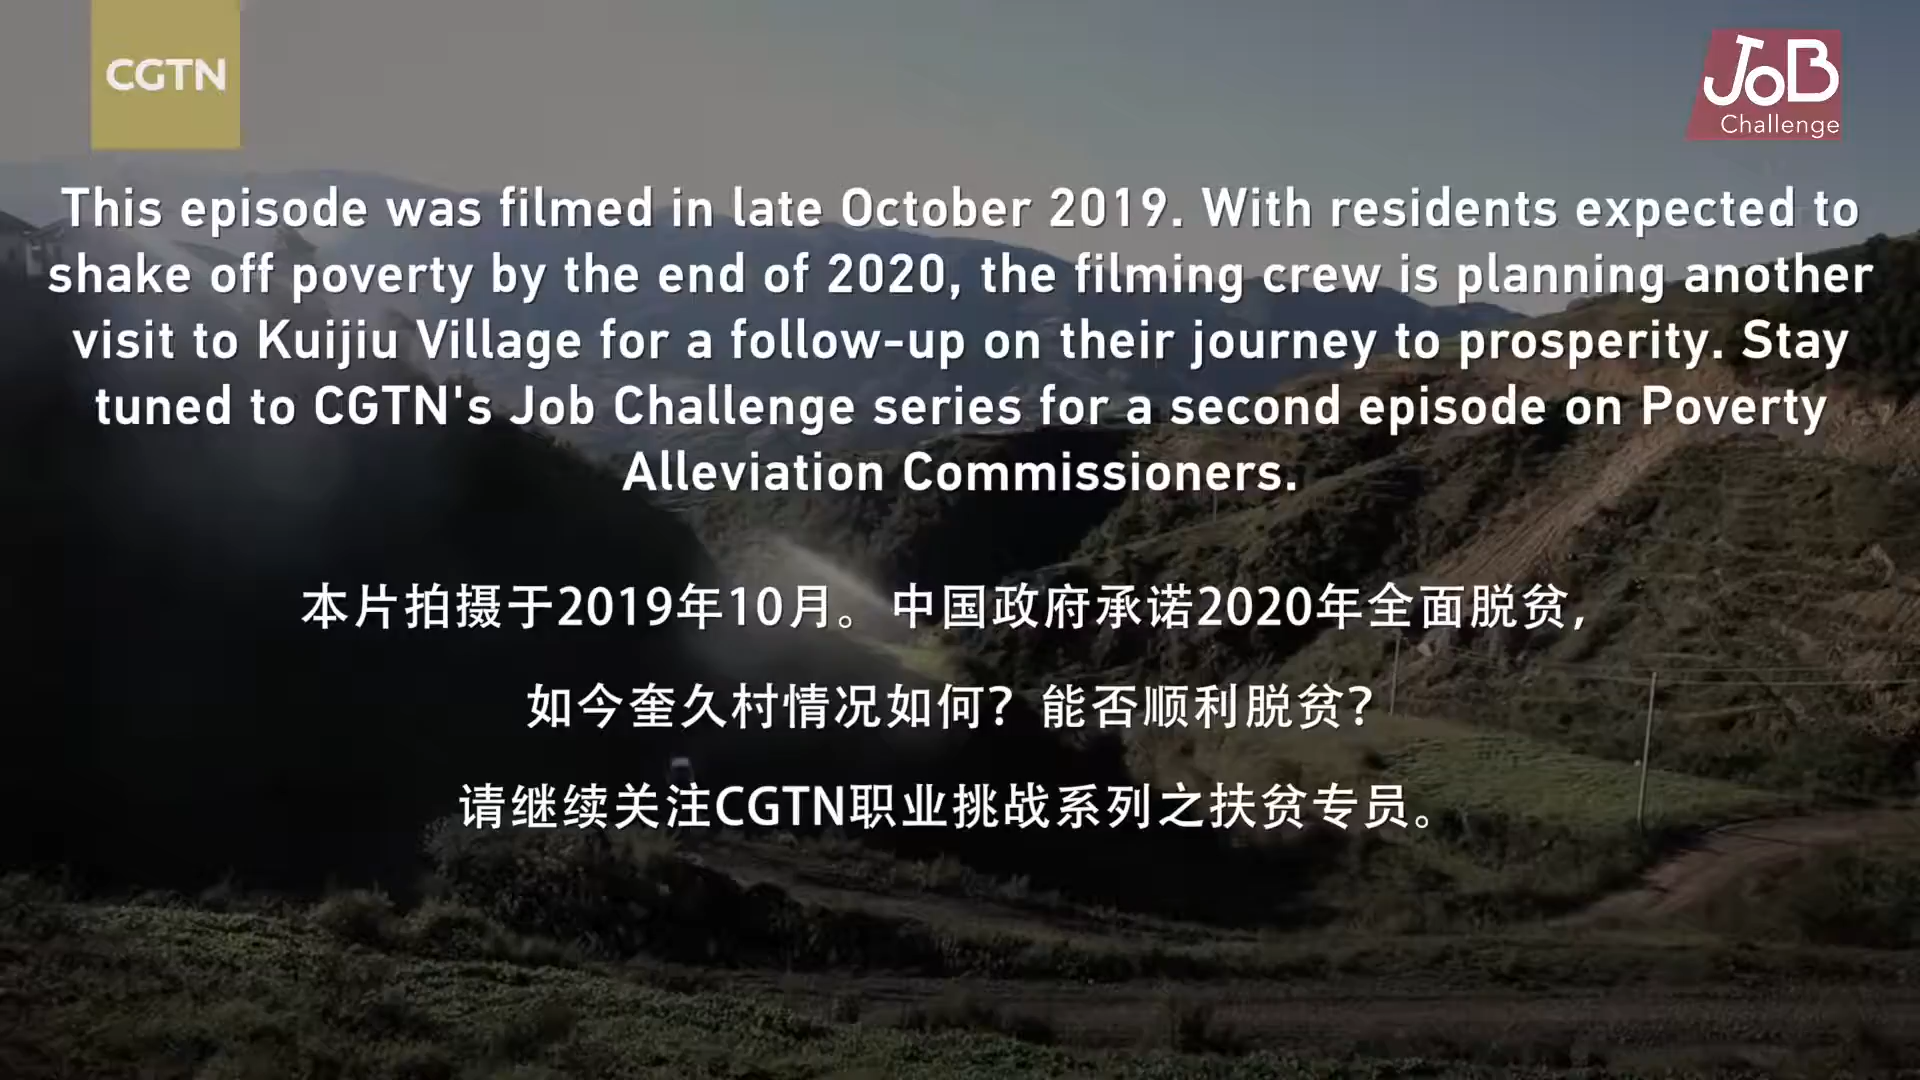 CGTN
JoB
Challenge
This episode was filmed in late October 2019. With residents expected to
shake off poverty by the end of 2020, the filming crew is planning another
visit to Kuijiu Village for a follow-up on their journey to prosperity. Stay
tuned to CGTN's Job Challenge series for a second episode on Poverty
Alleviation Commissioners.
本片拍摄于2019年10月。中国政府承诺2020年全面脱贫，
如今奎久村情况如何？能否顺利脱贫？
请继续关注CGTN职业挑战系列之扶贫专员。